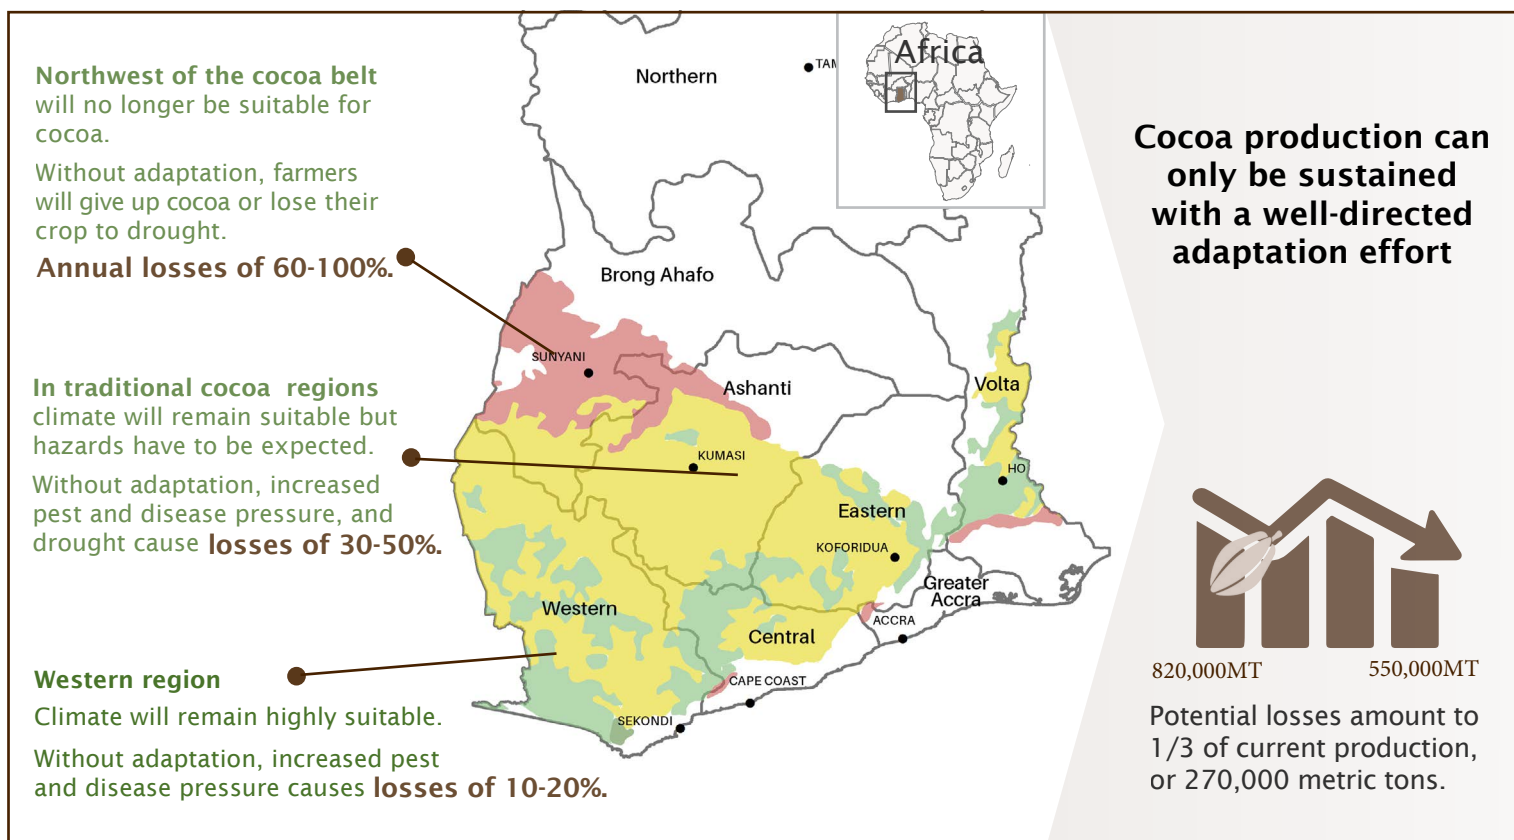 Northwest of the cocoa belt
will no longer be suitable for
cocoa.
Without adaptation, farmers
will give up cocoa or lose their
crop to drought.
Annual losses of 60-100%.
In traditional cocoa regions
climate will remain suitable but
hazards have to be expected.
Without adaptation, increased
pest and disease pressure, and
drought cause losses of 30-50%.
Western region
Climate will remain highly suitable.
Without adaptation, increased pest
and disease pressure causes losses of 10-20%.
Northern
TAM
Africa
Brong Ahafo
SUNYANI
Ashanti
Volta
KUMASI
HO
Eastern
KOFORIDUA
Greater
Accra
Western
ACCRA
Central
CAPE COAST
SEKONDI
Cocoa production can
only be sustained
with a well-directed
adaptation effort
820,000MT
550,000MT
Potential losses amount to
1/3 of current production,
or 270,000 metric tons.